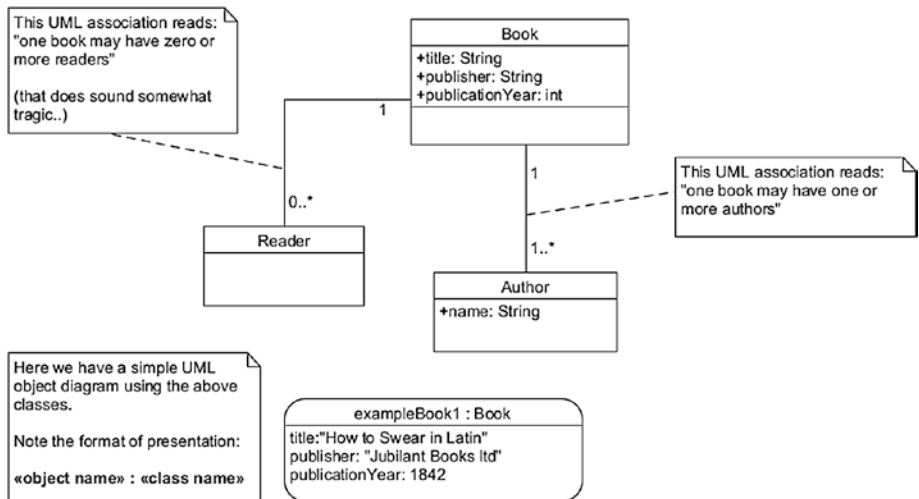 This UML association reads:
"one book may have zero or
more readers"
(that does sound somewhat
tragic..)
Book
+title: String
+publisher: String
+publicationYear: int
1
1
0..*
This UML association reads:
"one book may have one or
more authors"
Reader
1..*
Author
+name: String
Here we have a simple UML
object diagram using the above
classes.
Note the format of presentation:
«object name» : «class name»
exampleBook1 : Book
title:"How to Swear in Latin"
publisher: "Jubilant Books ltd"
publicationYear: 1842